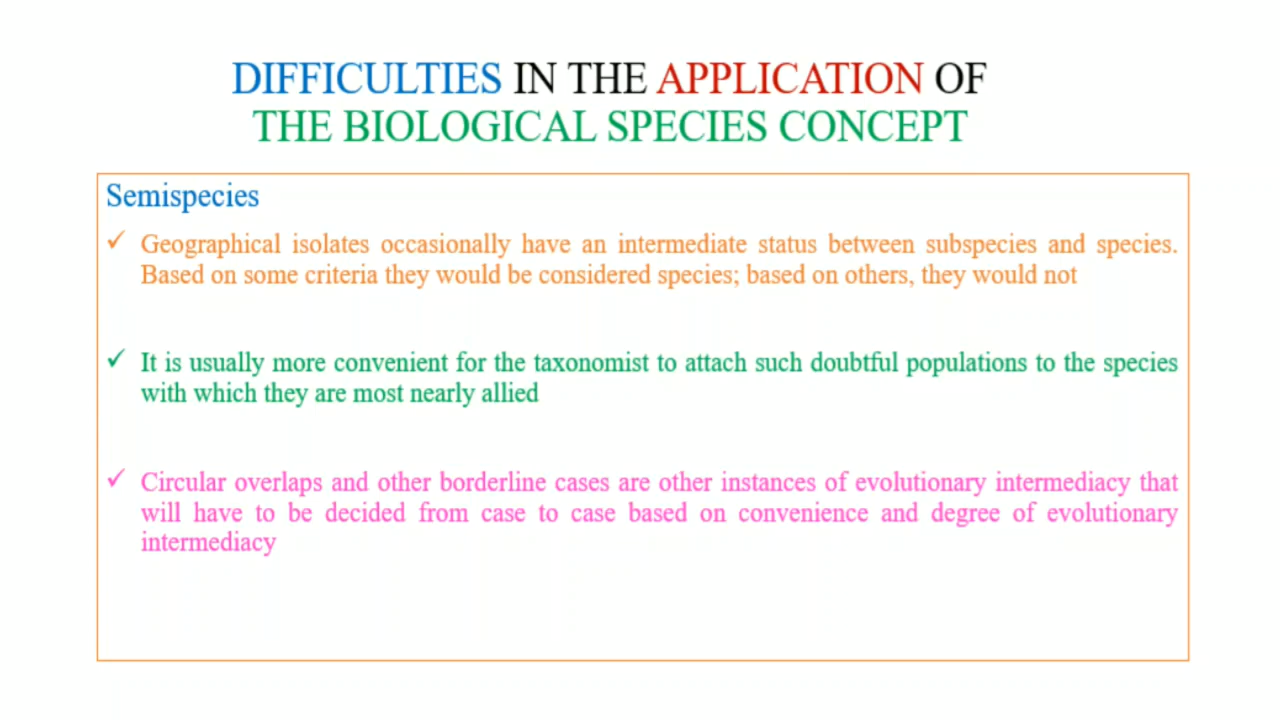 DIFFICULTIES IN THE APPLICATION OF
THE BIOLOGICAL SPECIES CONCEPT
Semispecies
✓ Geographical isolates occasionally have an intermediate status between subspecies and species.
Based on some criteria they would be considered species; based on others, they would not
✓ It is usually more convenient for the taxonomist to attach such doubtful populations to the species
with which they are most nearly allied
✓ Circular overlaps and other borderline cases are other instances of evolutionary intermediacy that
will have to be decided from case to case based on convenience and degree of evolutionary
intermediacy